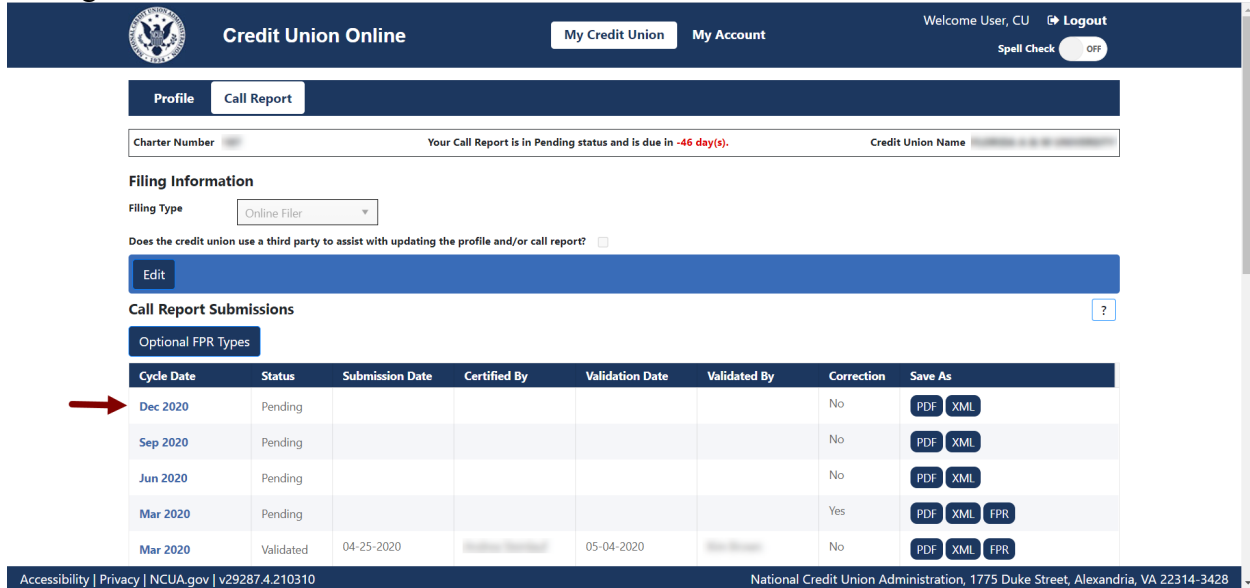 Credit Union Online
My Credit Union
My Account
Welcome User, CU Logout
Spell Check OFF
Profile
Call Report
Charter Number
Your Call Report is in Pending status and is due in -46 day(s).
Credit Union Name
Filing Information
Filing Type
Online Filer
Does the credit union use a third party to assist with updating the profile and/or call report?
Edit
Call Report Submissions
?
Optional FPR Types
Cycle Date Status Submission Date Certified By Validation Date Validated By Correction Save As
Dec 2020 Pending No PDF XML
Sep 2020 Pending No PDF XML
Jun 2020 Pending No PDF XML
Mar 2020 Pending Yes PDF XML FPR
Mar 2020 Validated 04-25-2020 05-04-2020 No PDF XML FPR
Accessibility | Privacy | NCUA.gov | v29287.4.210310
National Credit Union Administration, 1775 Duke Street, Alexandria, VA 22314-3428